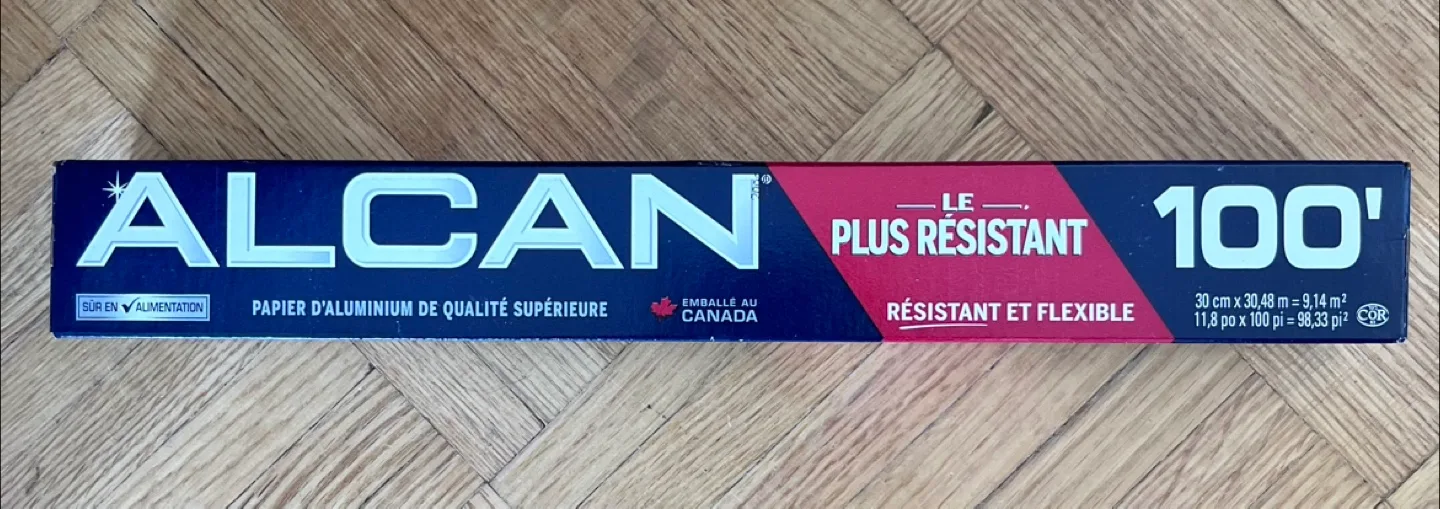 ALCAN®
SÛR EN ALIMENTATION
PAPIER D'ALUMINIUM DE QUALITÉ SUPÉRIEURE
EMBALLÉ AU
CANADA
LE
PLUS RÉSISTANT
RÉSISTANT ET FLEXIBLE
100'
30 cm x 30,48 m = 9,14 m²
11,8 po x 100 pi = 98,33 pi²
COR